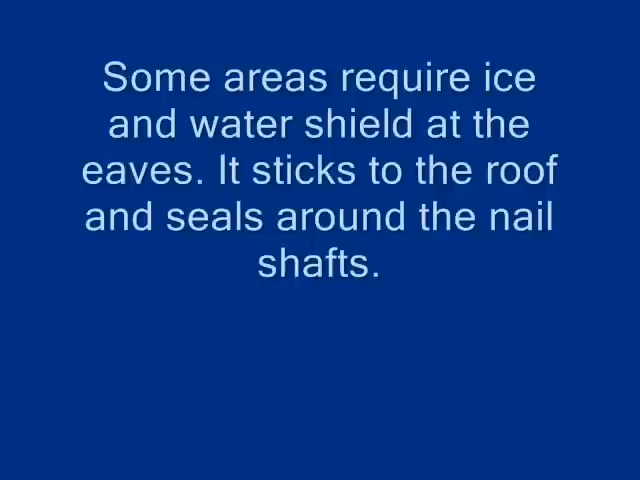 Some areas require ice
and water shield at the
eaves. It sticks to the roof
and seals around the nail
shafts.